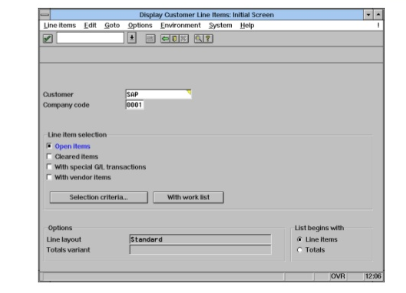 Display Customer Line Items: Initial Screen
Line items Edit Goto Options Environment System Help !
Customer SAP
Company code 0001
Line item selection
Open items
Cleared items
With special G/L transactions
With vendor items
Selection criteria... With work list
Options List begins with
Line layout Standard Line Items
Totals variant Totals
OVR 12:06